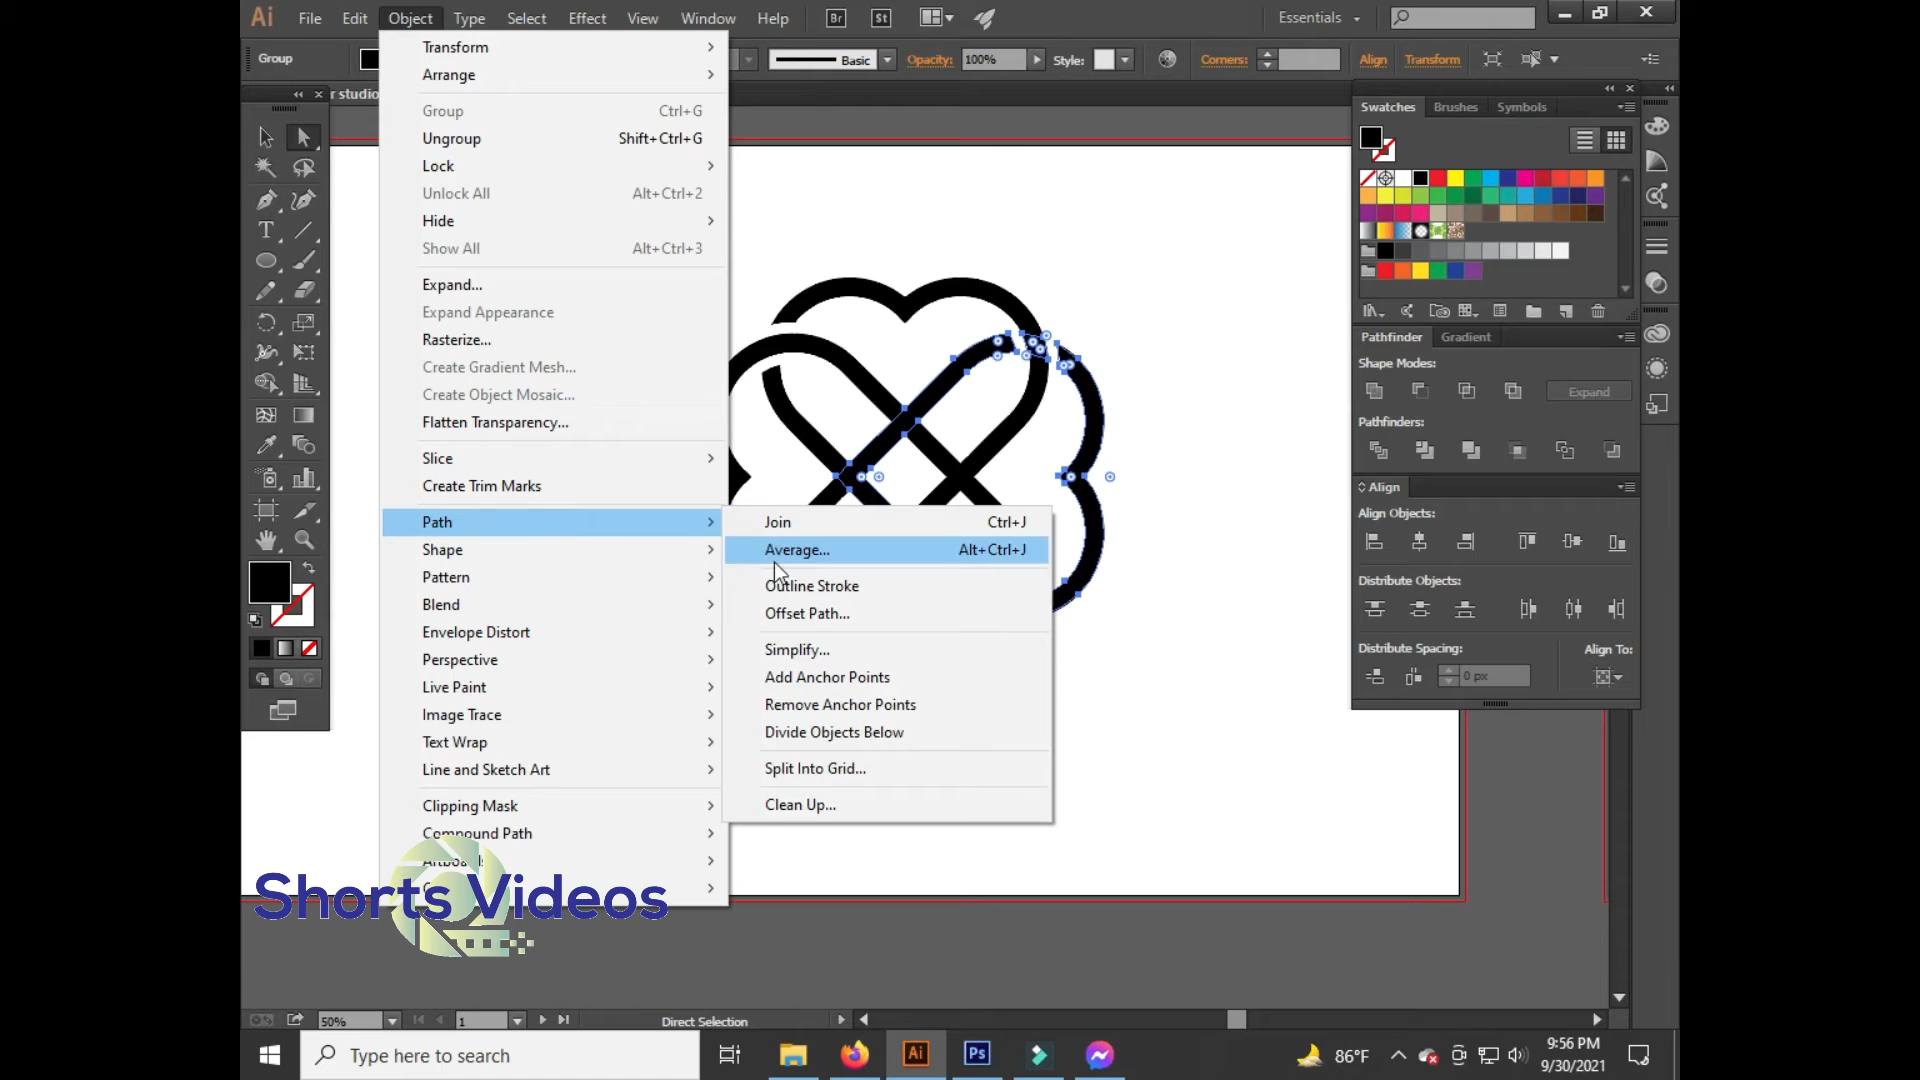 Ai File Edit Object Type Select Effect View Window Help Br St Essentials
Group Basic Opacity: 100% Style: Corners: Align Transform
r studio
Transform
Arrange
Group Ctrl+G
Ungroup Shift+Ctrl+G
Lock
Unlock All Alt+Ctrl+2
Hide
Show All Alt+Ctrl+3
Expand...
Expand Appearance
Rasterize...
Create Gradient Mesh...
Create Object Mosaic...
Flatten Transparency...
Slice
Create Trim Marks
Path
Shape
Pattern
Blend
Envelope Distort
Perspective
Live Paint
Image Trace
Text Wrap
Line and Sketch Art
Clipping Mask
Compound Path
Join Ctrl+J
Average... Alt+Ctrl+J
Outline Stroke
Offset Path...
Simplify...
Add Anchor Points
Remove Anchor Points
Divide Objects Below
Split Into Grid...
Clean Up...
Swatches Brushes Symbols
Pathfinder Gradient
Shape Modes:
Expand
Pathfinders:
Align
Align Objects:
Distribute Objects:
Distribute Spacing: Align To:
0 px
Shorts Videos
50% 1 Direct Selection
Type here to search Ai Ps 86°F 9:56 PM
9/30/2021